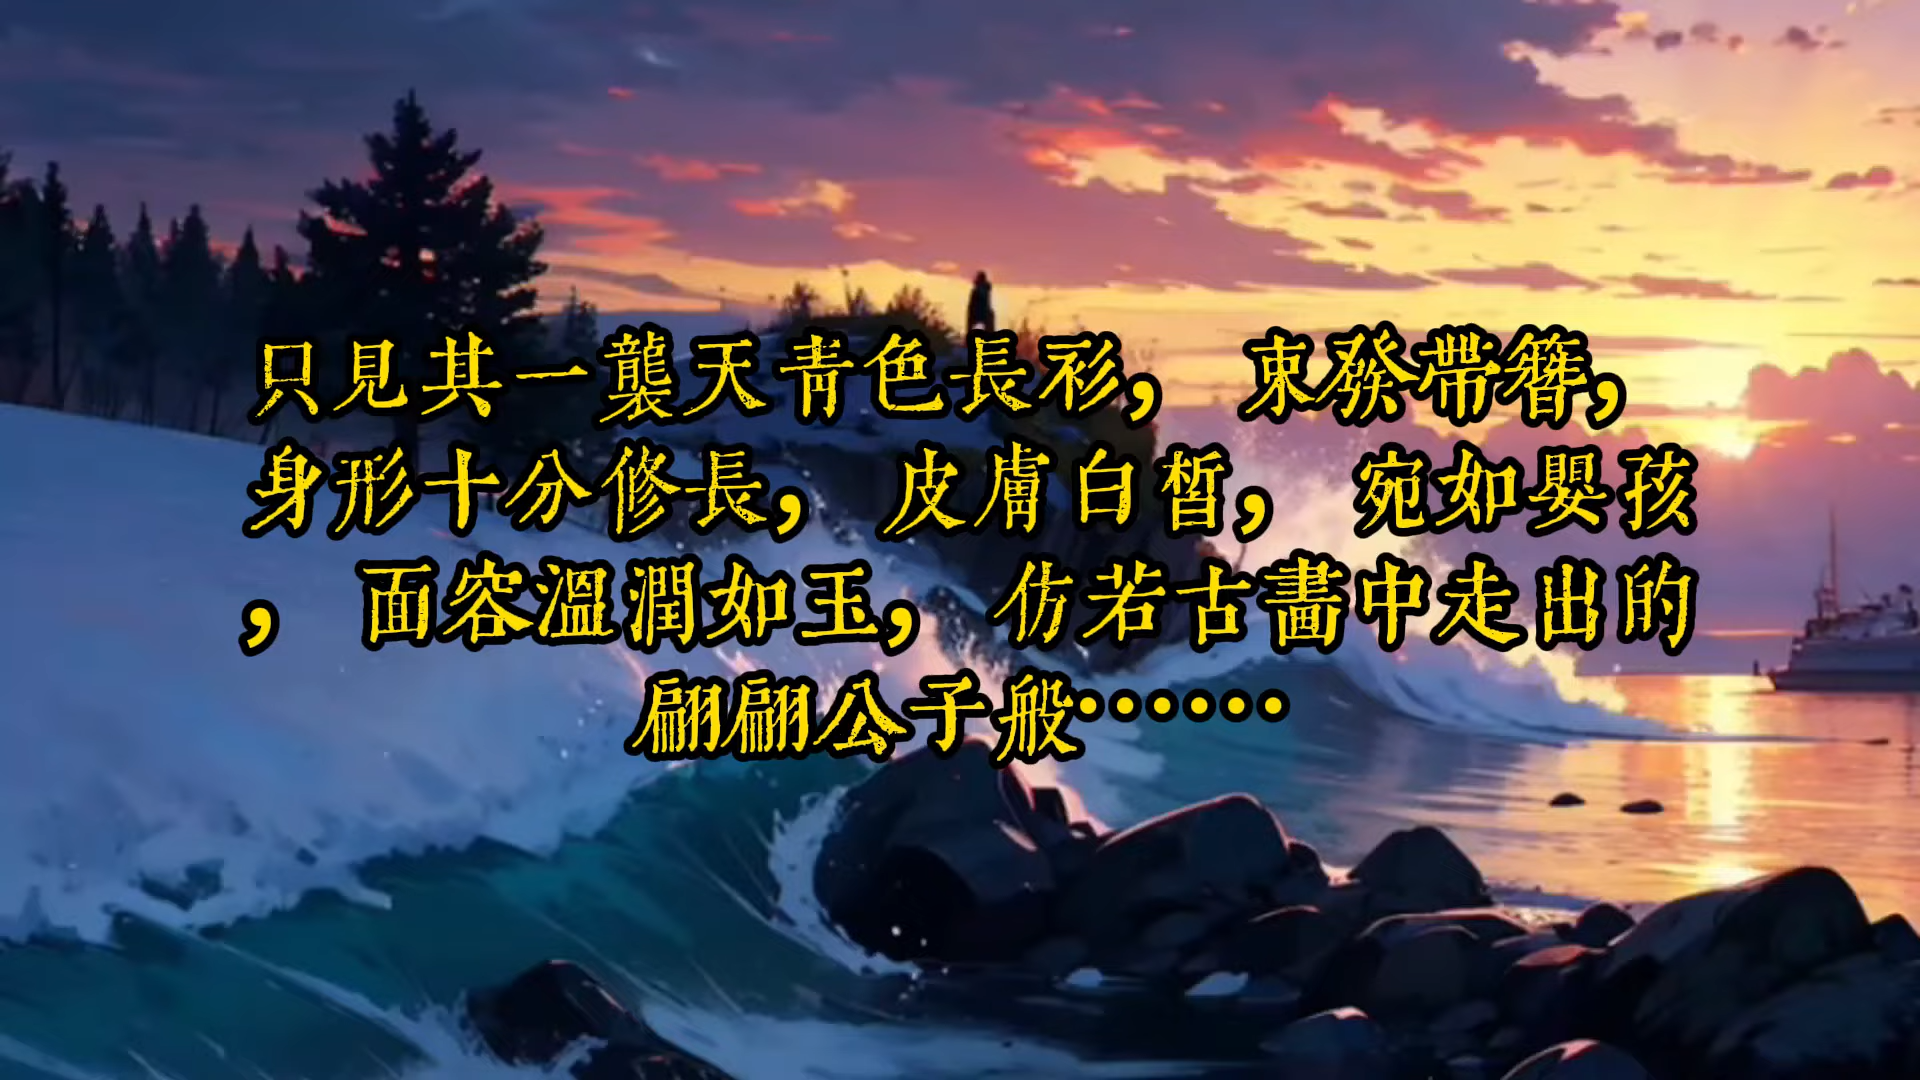 只見其一襲天青色長衫，束發帶簪，
身形十分修長，皮膚白皙，宛如嬰孩
，面容溫潤如玉，仿若古畵中走出的
翩翩公子般······